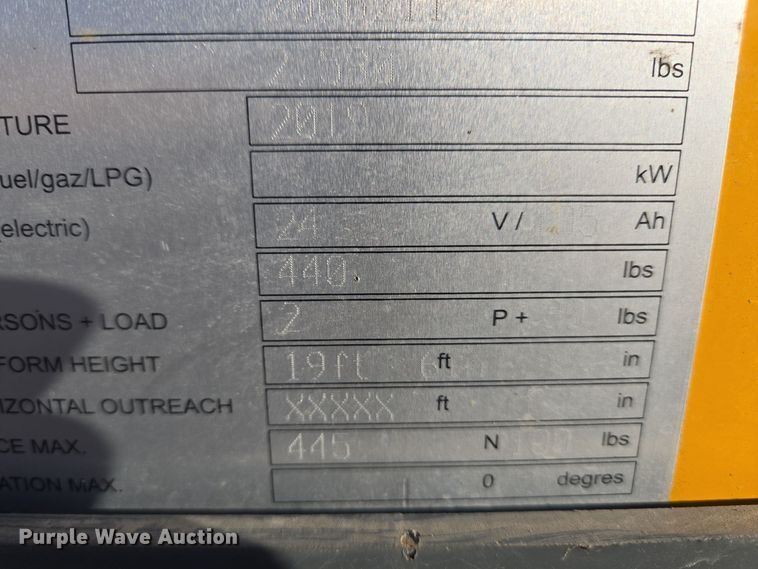 lbs
TURE 2019
uel/gaz/LPG) kW
electric) 24 V / Ah
440 lbs
RSONS + LOAD 2 P + lbs
FORM HEIGHT 19ft ft in
IZONTAL OUTREACH XXXXX ft in
CE MAX. 445 N lbs
ATION MAX. 0 degres
Purple Wave Auction